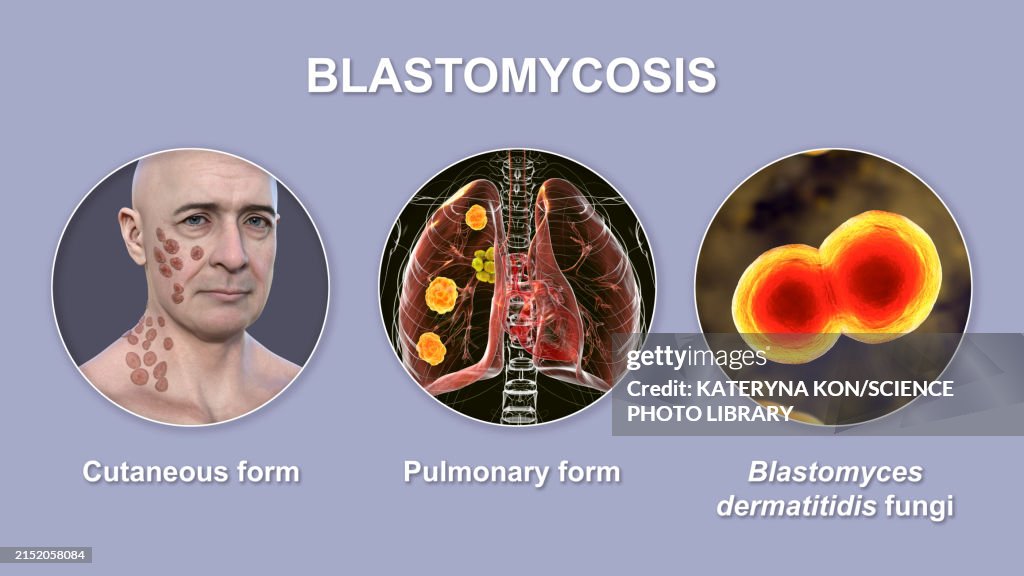 BLASTOMYCOSIS
gettyimages®
Credit: KATERYNA KON/SCIENCE
PHOTO LIBRARY
Cutaneous form
Pulmonary form
Blastomyces
dermatitidis fungi
2152058084